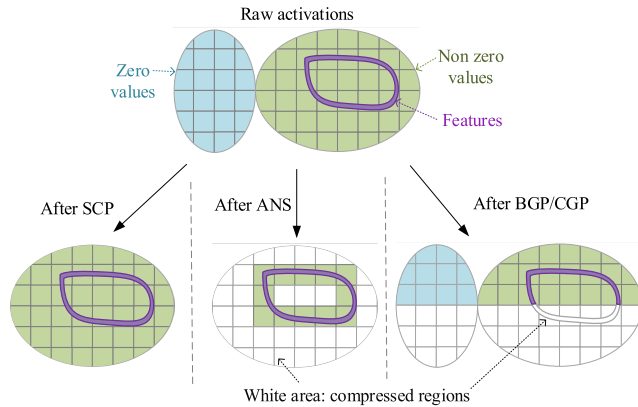 Raw activations
Zero
values
Non zero
values
Features
After SCP
After ANS
After BGP/CGP
White area: compressed regions